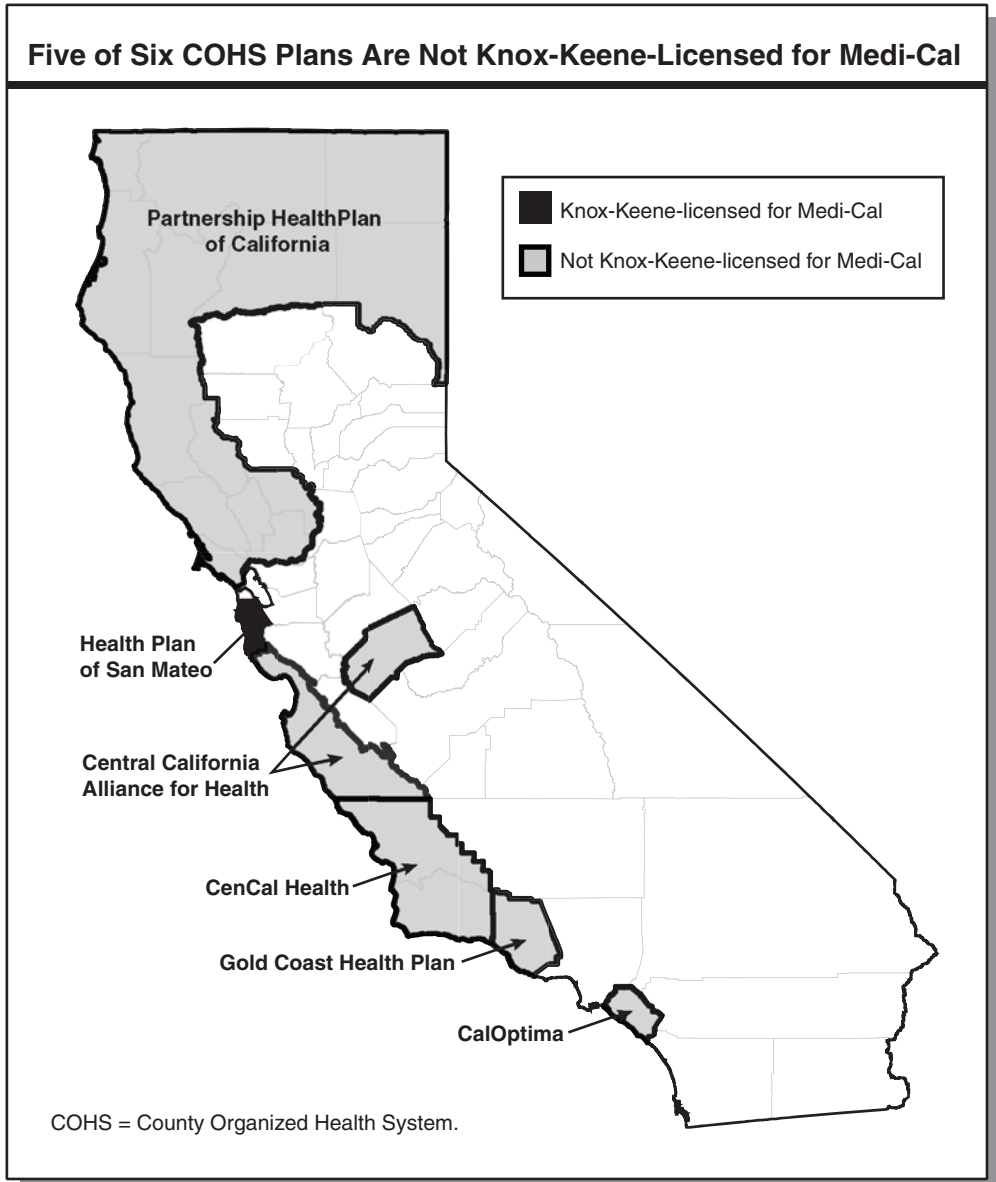 Five of Six COHS Plans Are Not Knox-Keene-Licensed for Medi-Cal
Knox-Keene-licensed for Medi-Cal
Not Knox-Keene-licensed for Medi-Cal
Partnership HealthPlan
of California
Health Plan
of San Mateo
Central California
Alliance for Health
CenCal Health
Gold Coast Health Plan
CalOptima
COHS = County Organized Health System.